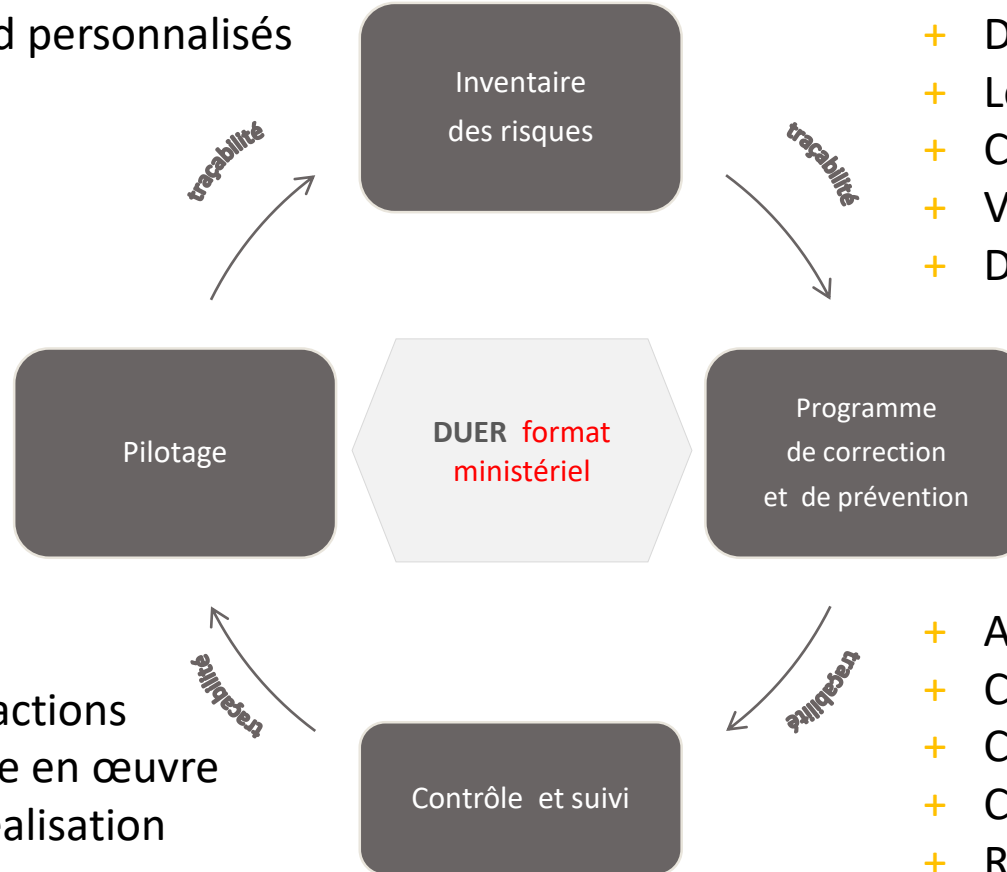 personnalisés
Inventaire
des risques
traçabilité
traçabilité
+
+
+
+
+
Pilotage
DUER format
ministériel
Programme
de correction
et de prévention
traçabilité
traçabilité
actions
en œuvre
Contrôle et suivi
+
+
+
+
+